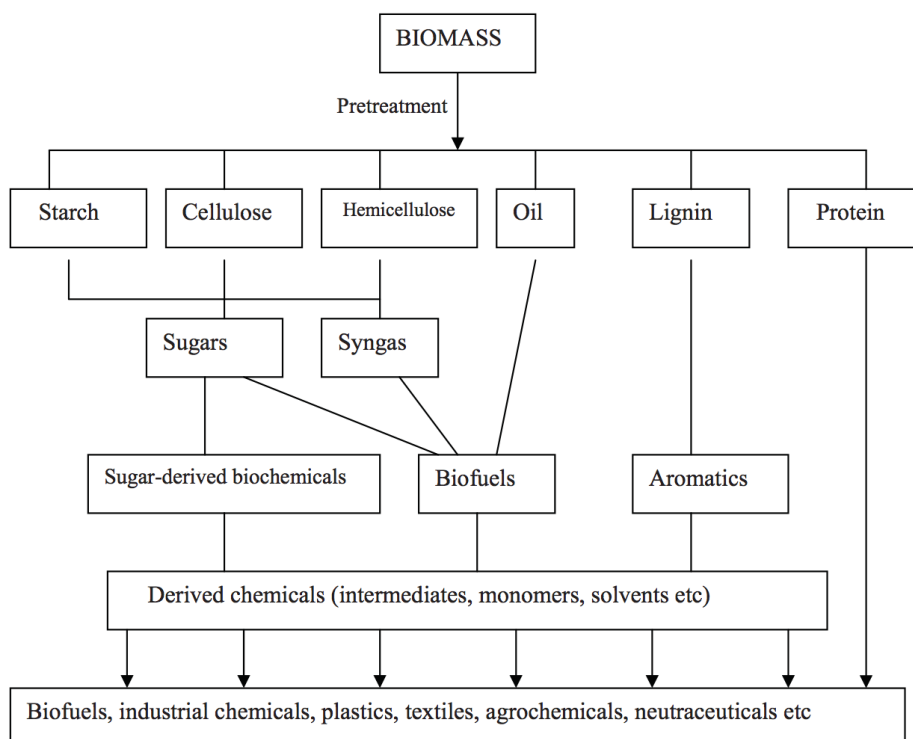 BIOMASS
Pretreatment
Starch
Cellulose
Hemicellulose
Oil
Lignin
Protein
Sugars
Syngas
Sugar-derived biochemicals
Biofuels
Aromatics
Derived chemicals (intermediates, monomers, solvents etc)
Biofuels, industrial chemicals, plastics, textiles, agrochemicals, neutraceuticals etc